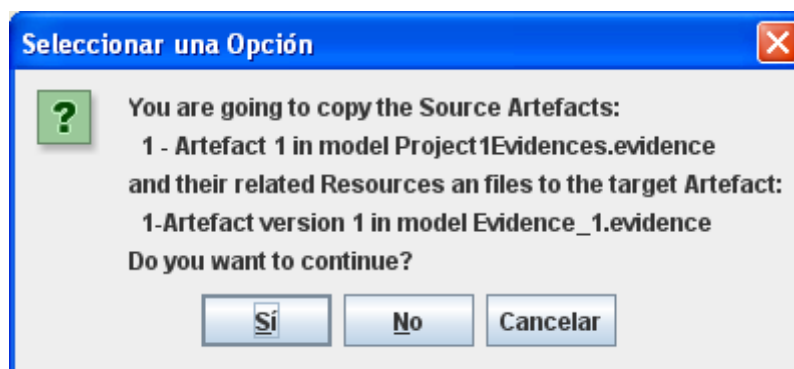 Seleccionar una Opción
You are going to copy the Source Artefacts:
1 - Artefact 1 in model Project1Evidences.evidence
and their related Resources an files to the target Artefact:
1-Artefact version 1 in model Evidence_1.evidence
Do you want to continue?
Sí No Cancelar